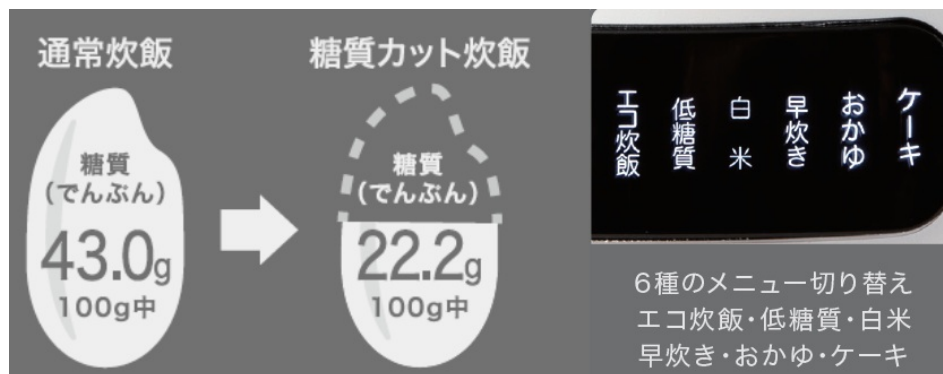 通常炊飯
糖質
（でんぷん）
43.0g
100g中
糖質カット炊飯
糖質
（でんぷん）
22.2g
100g中
エコ炊飯
低糖質
白米
早炊き
おかゆ
ケーキ
6種のメニュー切り替え
エコ炊飯・低糖質・白米
早炊き・おかゆ・ケーキ